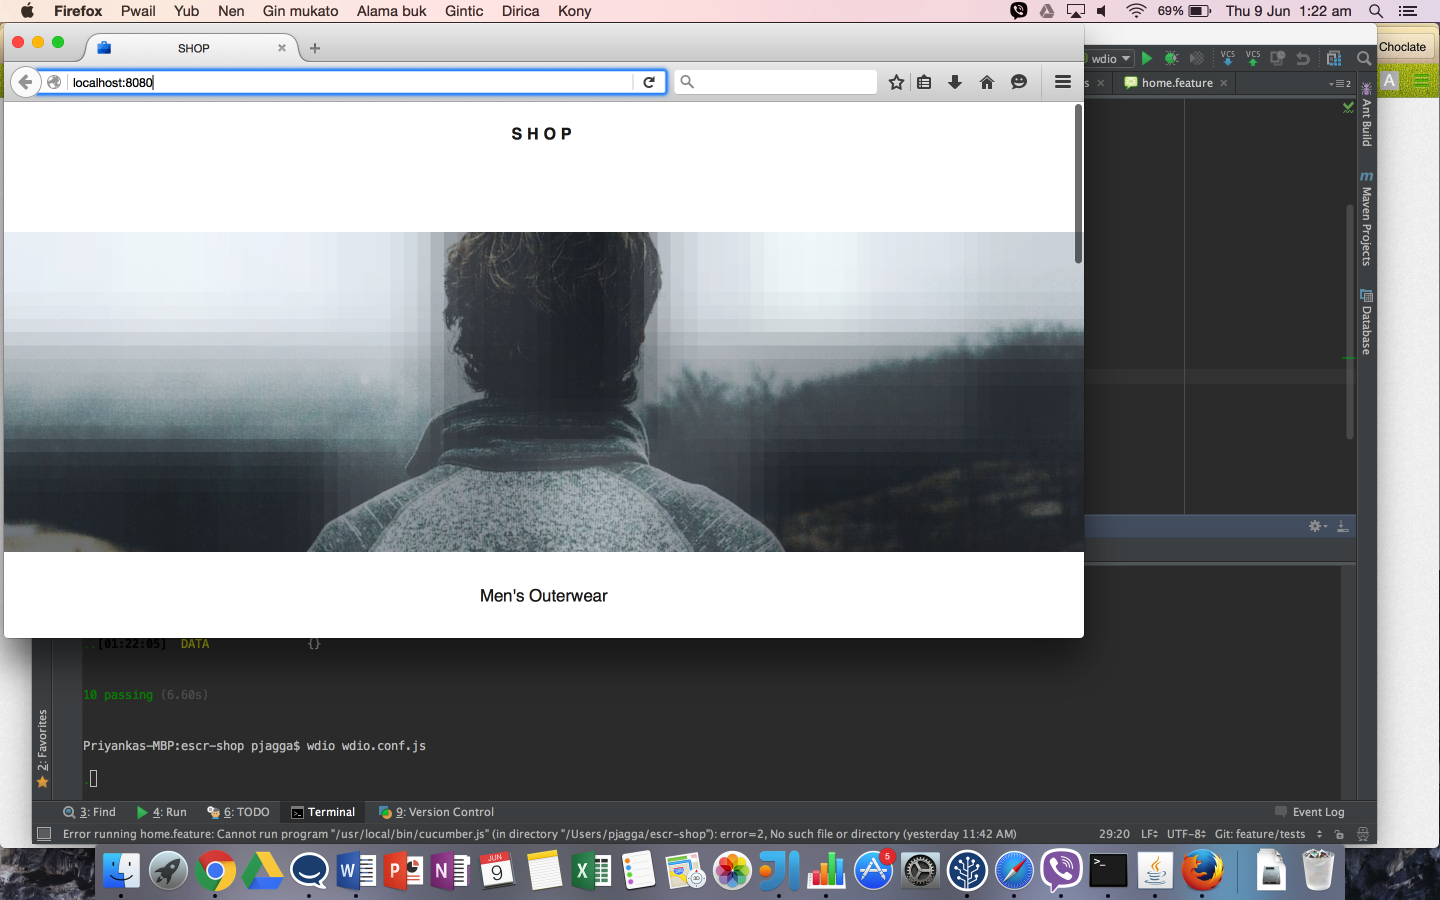 Firefox Pwail Yub Nen Gin mukato Alama buk Gintic Dirica Kony
69% Thu 9 Jun 1:22 am
SHOP
localhost:8080
wdio
VCS VCS
Choclate
home.feature
2
A
SHOP
Ant Build
Maven Projects
Database
Men's Outerwear
..[01:22:05] DATA {}
10 passing (6.60s)
Priyankas-MBP:escr-shop pjagga$ wdio wdio.conf.js
2: Favorites
3: Find 4: Run 6: TODO Terminal 9: Version Control Event Log
Error running home.feature: Cannot run program "/usr/local/bin/cucumber.js" (in directory "/Users/pjagga/escr-shop"): error=2, No such file or directory (yesterday 11:42 AM) 29:20 LF UTF-8 Git: feature/tests
JUN
9
5